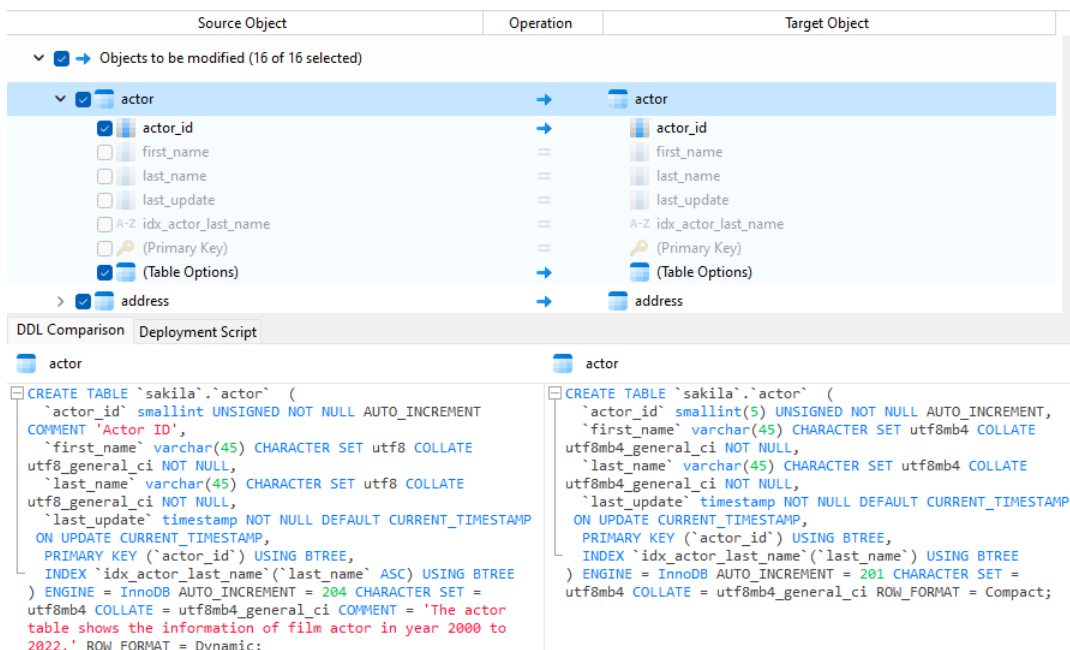 Source Object Operation Target Object
Objects to be modified (16 of 16 selected)
actor actor
actor_id actor_id
first_name = first_name
last_name = last_name
last_update = last_update
A-Z idx_actor_last_name = A-Z idx_actor_last_name
(Primary Key) = (Primary Key)
(Table Options) (Table Options)
address address
DDL Comparison Deployment Script
actor
CREATE TABLE `sakila`.`actor`  (
`actor_id` smallint UNSIGNED NOT NULL AUTO_INCREMENT
COMMENT 'Actor ID',
`first_name` varchar(45) CHARACTER SET utf8 COLLATE
utf8_general_ci NOT NULL,
`last_name` varchar(45) CHARACTER SET utf8 COLLATE
utf8_general_ci NOT NULL,
`last_update` timestamp NOT NULL DEFAULT CURRENT_TIMESTAMP
ON UPDATE CURRENT_TIMESTAMP,
PRIMARY KEY (`actor_id`) USING BTREE,
INDEX `idx_actor_last_name`(`last_name` ASC) USING BTREE
) ENGINE = InnoDB AUTO_INCREMENT = 204 CHARACTER SET =
utf8mb4 COLLATE = utf8mb4_general_ci COMMENT = 'The actor
table shows the information of film actor in year 2000 to
2022.' ROW_FORMAT = Dynamic;
actor
CREATE TABLE `sakila`.`actor`  (
`actor_id` smallint(5) UNSIGNED NOT NULL AUTO_INCREMENT,
`first_name` varchar(45) CHARACTER SET utf8mb4 COLLATE
utf8mb4_general_ci NOT NULL,
`last_name` varchar(45) CHARACTER SET utf8mb4 COLLATE
utf8mb4_general_ci NOT NULL,
`last_update` timestamp NOT NULL DEFAULT CURRENT_TIMESTAMP
ON UPDATE CURRENT_TIMESTAMP,
PRIMARY KEY (`actor_id`) USING BTREE,
INDEX `idx_actor_last_name`(`last_name`) USING BTREE
) ENGINE = InnoDB AUTO_INCREMENT = 201 CHARACTER SET =
utf8mb4 COLLATE = utf8mb4_general_ci ROW_FORMAT = Compact;